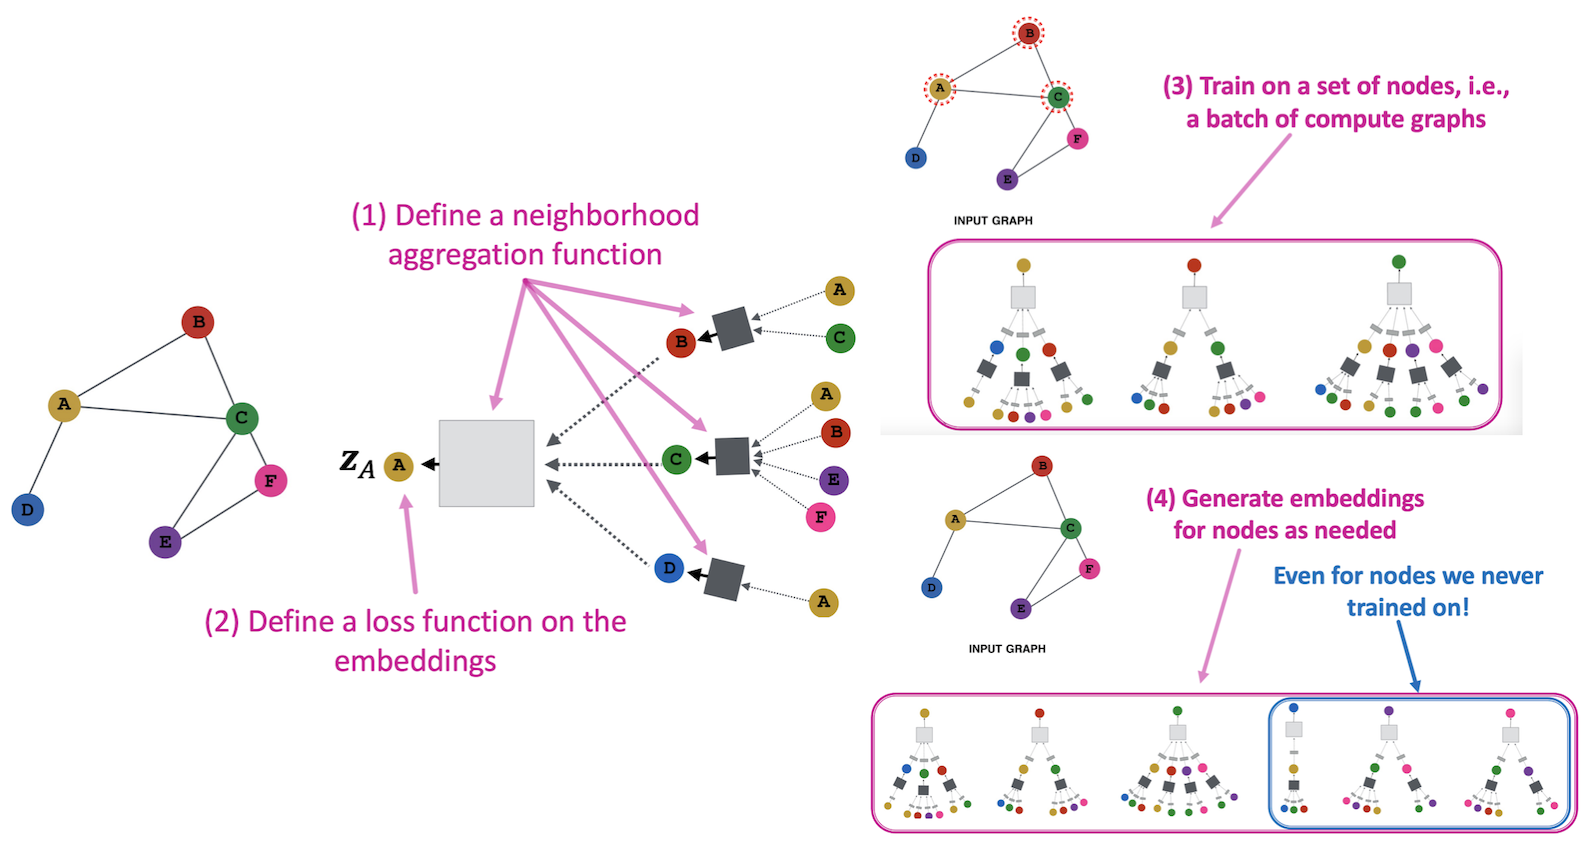 (1) Define a neighborhood
aggregation function
A
B
C
D
E
F
z_A
A
B
A
C
C
A
B
E
F
D
A
(2) Define a loss function on the
embeddings
B
A
C
F
D
E
INPUT GRAPH
(3) Train on a set of nodes, i.e.,
a batch of compute graphs
B
A
C
F
D
E
INPUT GRAPH
(4) Generate embeddings
for nodes as needed
Even for nodes we never
trained on!